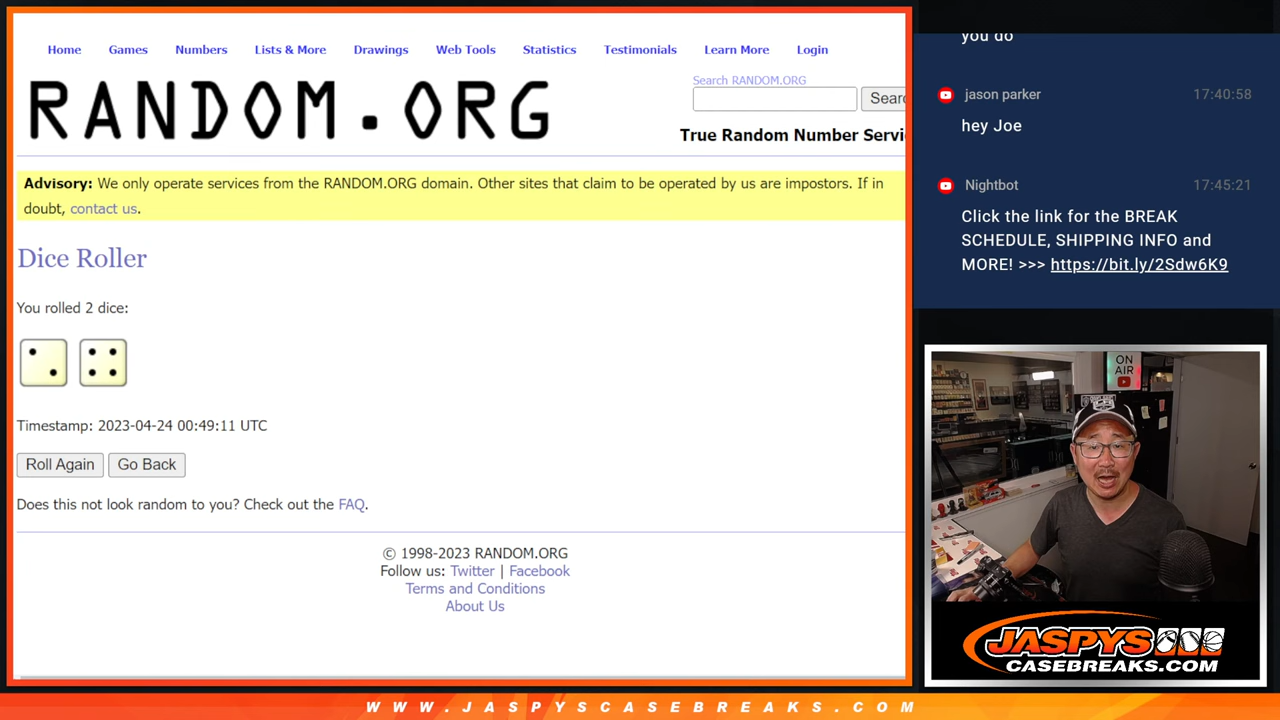 Home Games Numbers Lists & More Drawings Web Tools Statistics Testimonials Learn More Login
RANDOM.ORG
Search RANDOM.ORG
Searc
True Random Number Servi
Advisory: We only operate services from the RANDOM.ORG domain. Other sites that claim to be operated by us are impostors. If in
doubt, contact us.
Dice Roller
You rolled 2 dice:
Timestamp: 2023-04-24 00:49:11 UTC
Roll Again Go Back
Does this not look random to you? Check out the FAQ.
© 1998-2023 RANDOM.ORG
Follow us: Twitter | Facebook
Terms and Conditions
About Us
you do
jason parker 17:40:58
hey Joe
Nightbot 17:45:21
Click the link for the BREAK
SCHEDULE, SHIPPING INFO and
MORE! >>> https://bit.ly/2Sdw6K9
ON
AIR
JASPYS
CASEBREAKS.COM
WWW.JASPYSCASEBREAKS.COM